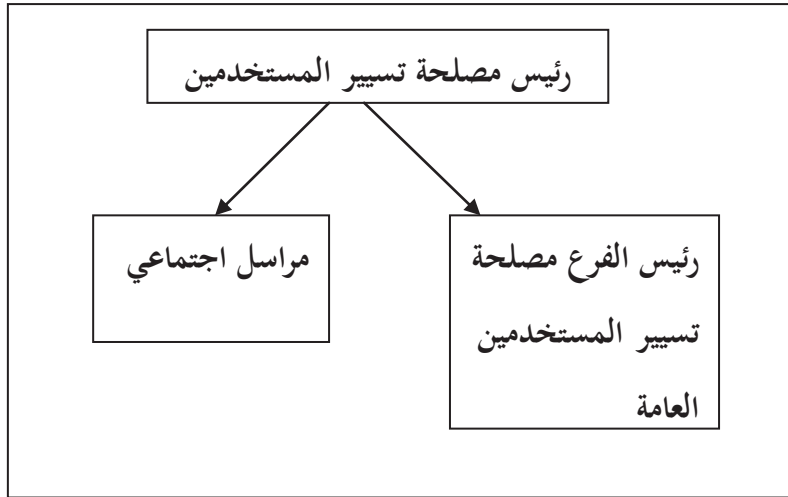 رئيس مصلحة تسيير المستخدمين
رئيس الفرع مصلحة
تسيير المستخدمين
العامة
مراسل اجتماعي